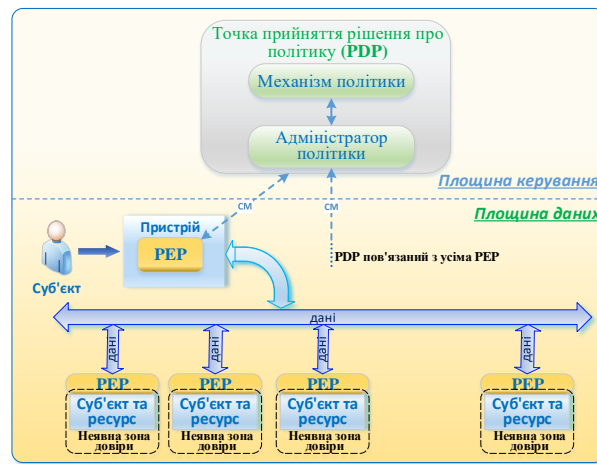 Точка прийняття рішення про
політику (PDP)
Механізм політики
Адміністратор
політики
Площина керування
см
см
Площина даних
Пристрій
PEP
Суб'єкт
PDP пов'язаний з усіма PEP
дані
дані
дані
дані
дані
PEP
PEP
PEP
PEP
Суб'єкт та
ресурс
Суб'єкт та
ресурс
Суб'єкт та
ресурс
Суб'єкт та
ресурс
Неявна зона
довіри
Неявна зона
довіри
Неявна зона
довіри
Неявна зона
довіри